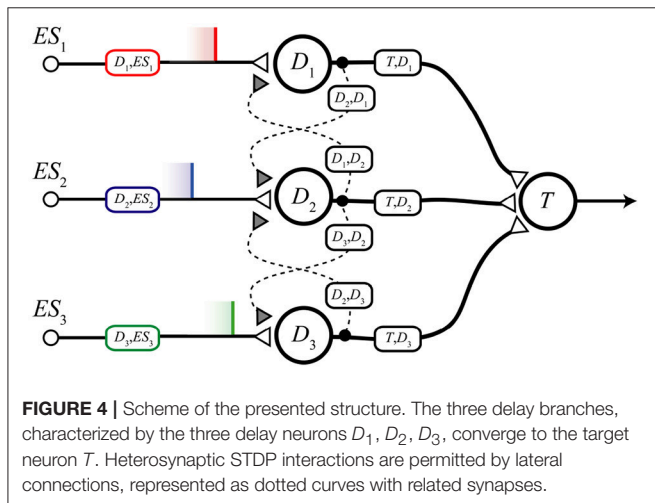 ES₁
D₁,ES₁
D₁
T,D₁
D₂,D₁
D₁,D₂
ES₂
D₂,ES₂
D₂
T,D₂
T
D₃,D₂
D₂,D₃
ES₃
D₃,ES₃
D₃
T,D₃
FIGURE 4 | Scheme of the presented structure. The three delay branches,
characterized by the three delay neurons D₁, D₂, D₃, converge to the target
neuron T. Heterosynaptic STDP interactions are permitted by lateral
connections, represented as dotted curves with related synapses.